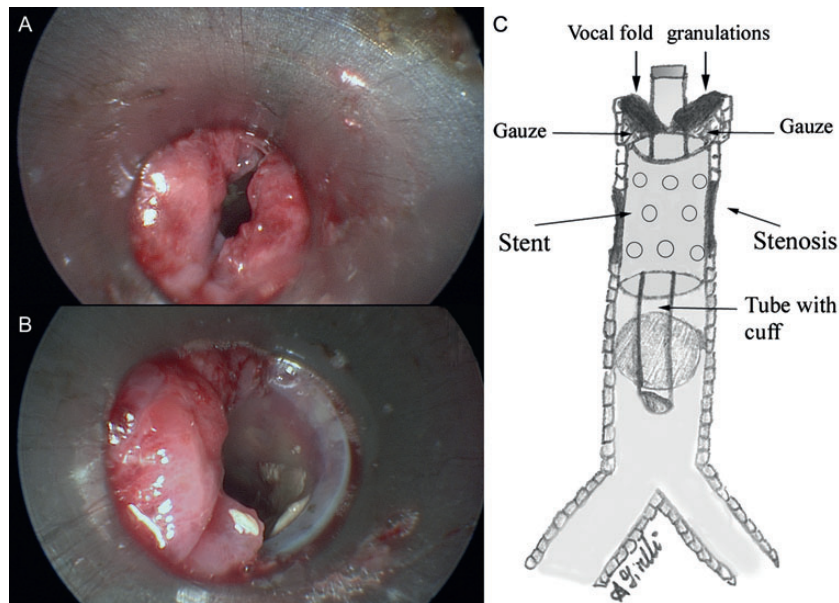 A
B
C
Vocal fold granulations
Gauze
Gauze
Stent
Stenosis
Tube with
cuff